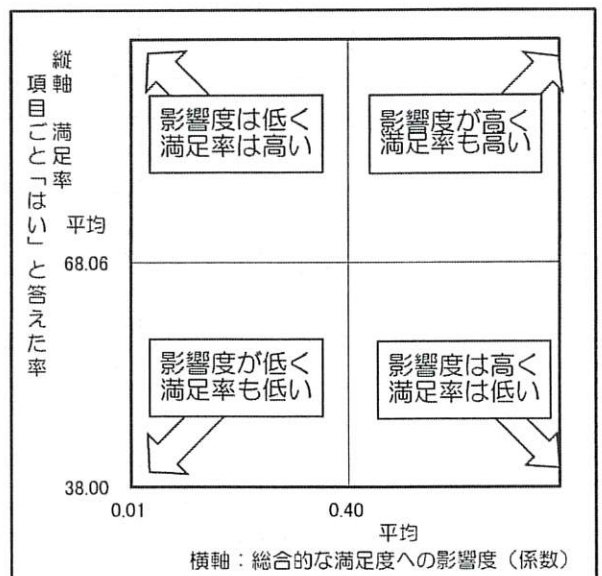 縦軸 満足率
項目ごと「はい」と答えた率
影響度は低く
満足率は高い
影響度が高く
満足率も高い
平均
68.06
影響度が低く
満足率も低い
影響度は高く
満足率は低い
38.00
0.01
0.40
平均
横軸：総合的な満足度への影響度（係数）